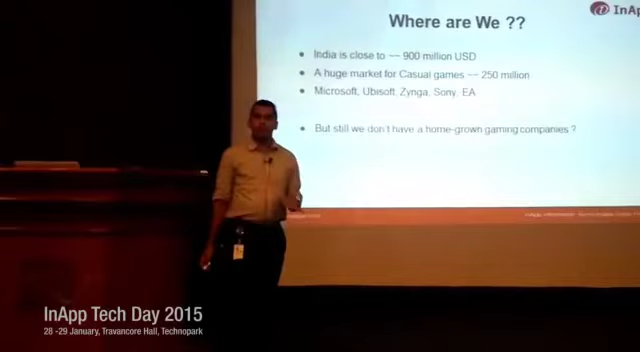 InAp
Where are We ??
India is close to ~~ 900 million USD
A huge market for Casual games ~~ 250 million
Microsoft, Ubisoft, Zynga, Sony, EA
But still we don't have a home-grown gaming companies ?
InApp Tech Day 2015
28 -29 January, Travancore Hall, Technopark